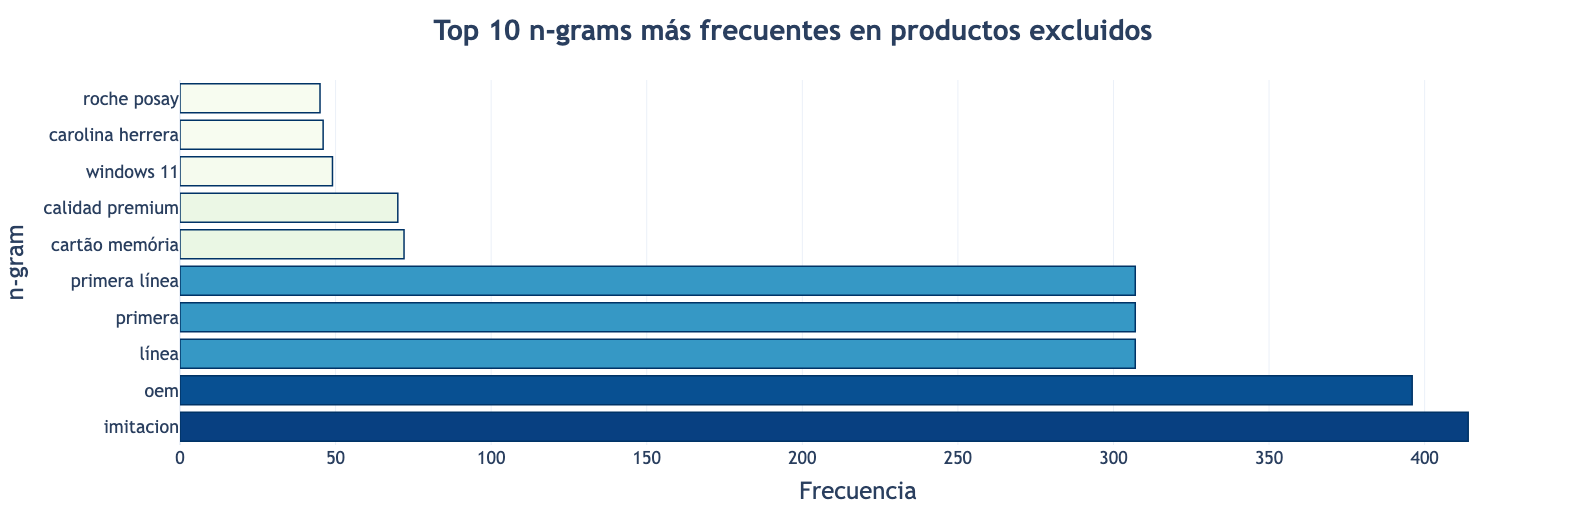 Top 10 n-grams más frecuentes en productos excluidos
n-gram
roche posay
carolina herrera
windows 11
calidad premium
cartão memória
primera línea
primera
línea
oem
imitacion
0 50 100 150 200 250 300 350 400
Frecuencia